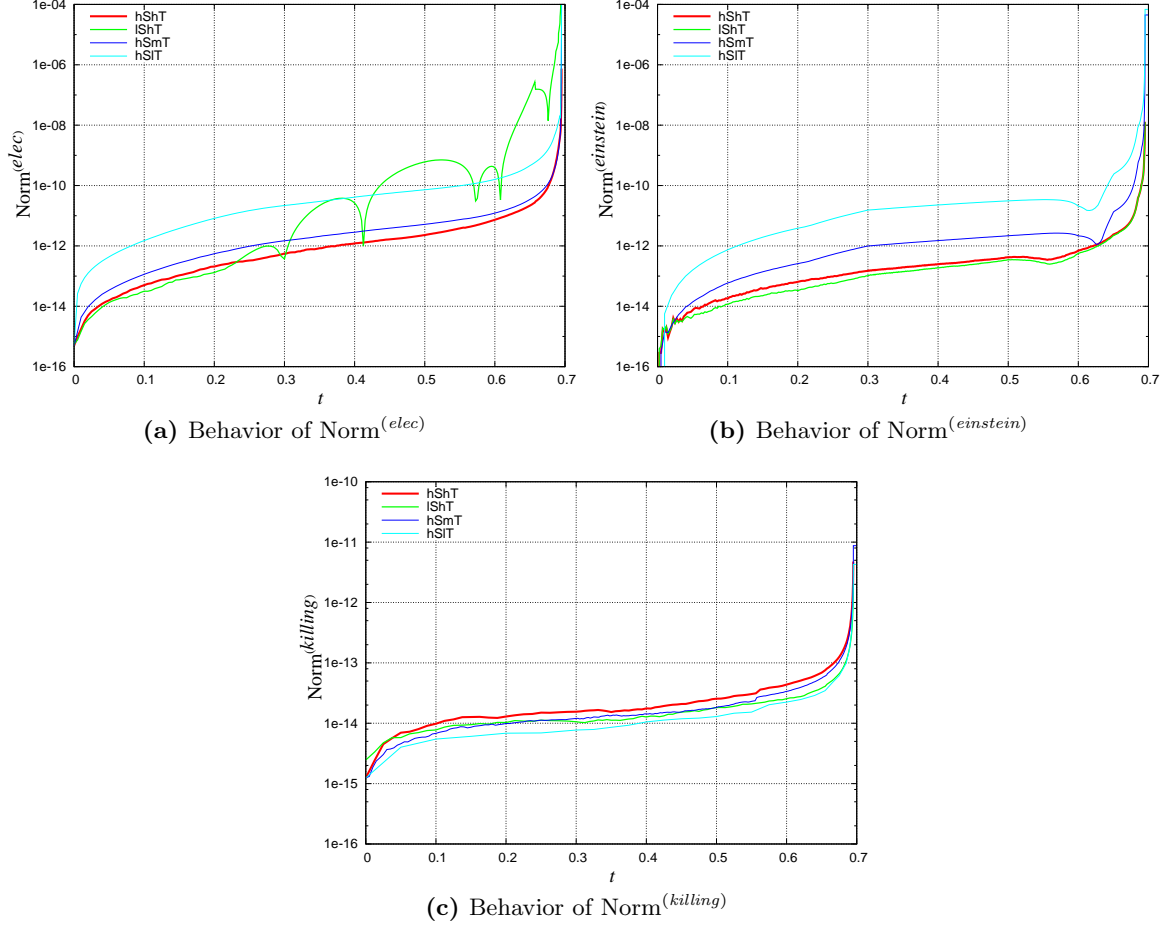 1e-04
1e-06
1e-08
1e-10
1e-12
1e-14
1e-16
Norm(elec)
hShT
lShT
hSmT
hSlT
0 0.1 0.2 0.3 0.4 0.5 0.6 0.7
t
(a) Behavior of Norm(elec)
1e-04
1e-06
1e-08
1e-10
1e-12
1e-14
1e-16
Norm(einstein)
hShT
lShT
hSmT
hSlT
0 0.1 0.2 0.3 0.4 0.5 0.6 0.7
t
(b) Behavior of Norm(einstein)
1e-10
1e-11
1e-12
1e-13
1e-14
1e-15
1e-16
Norm(killing)
hShT
lShT
hSmT
hSlT
0 0.1 0.2 0.3 0.4 0.5 0.6 0.7
t
(c) Behavior of Norm(killing)